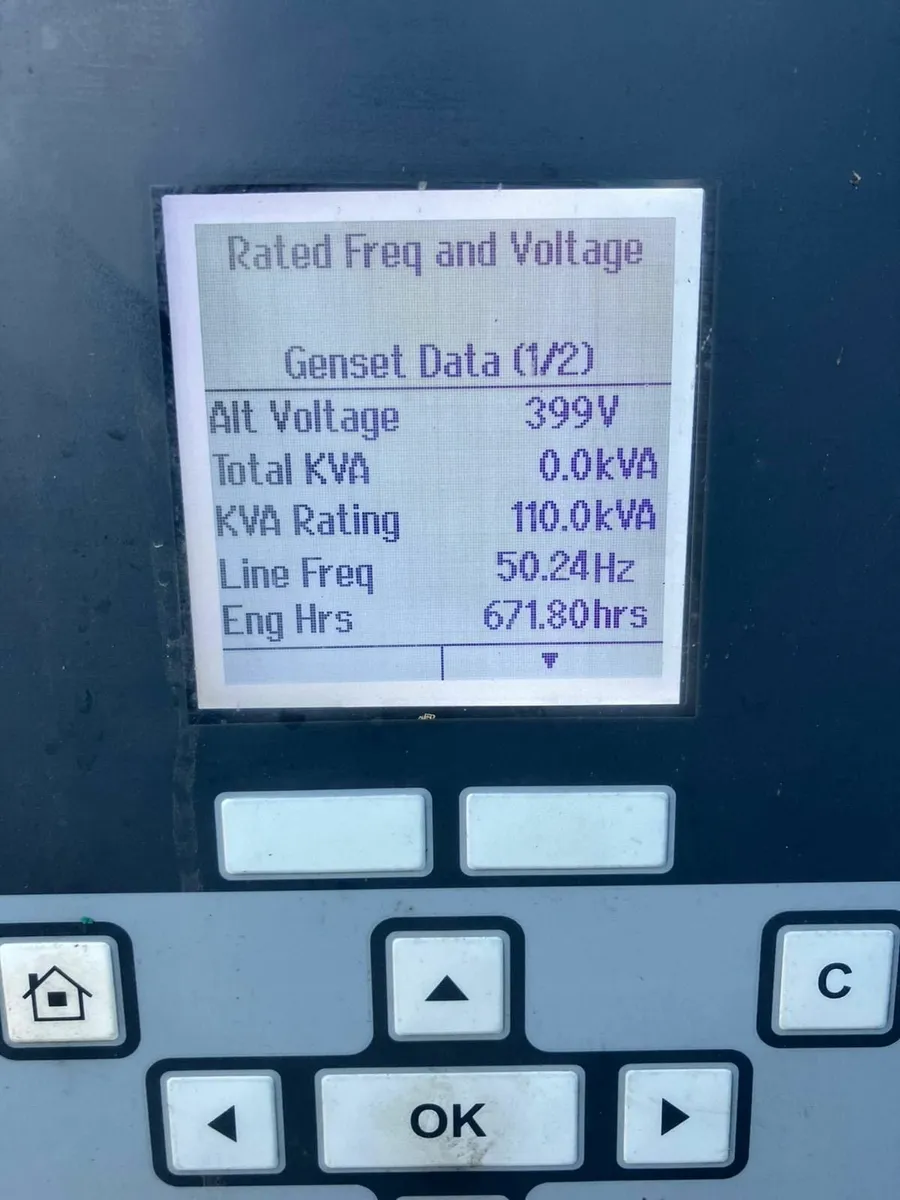 Rated Freq and Voltage
Genset Data (1/2)
Alt Voltage 399V
Total KVA 0.0kVA
KVA Rating 110.0kVA
Line Freq 50.24Hz
Eng Hrs 671.80hrs
C
OK